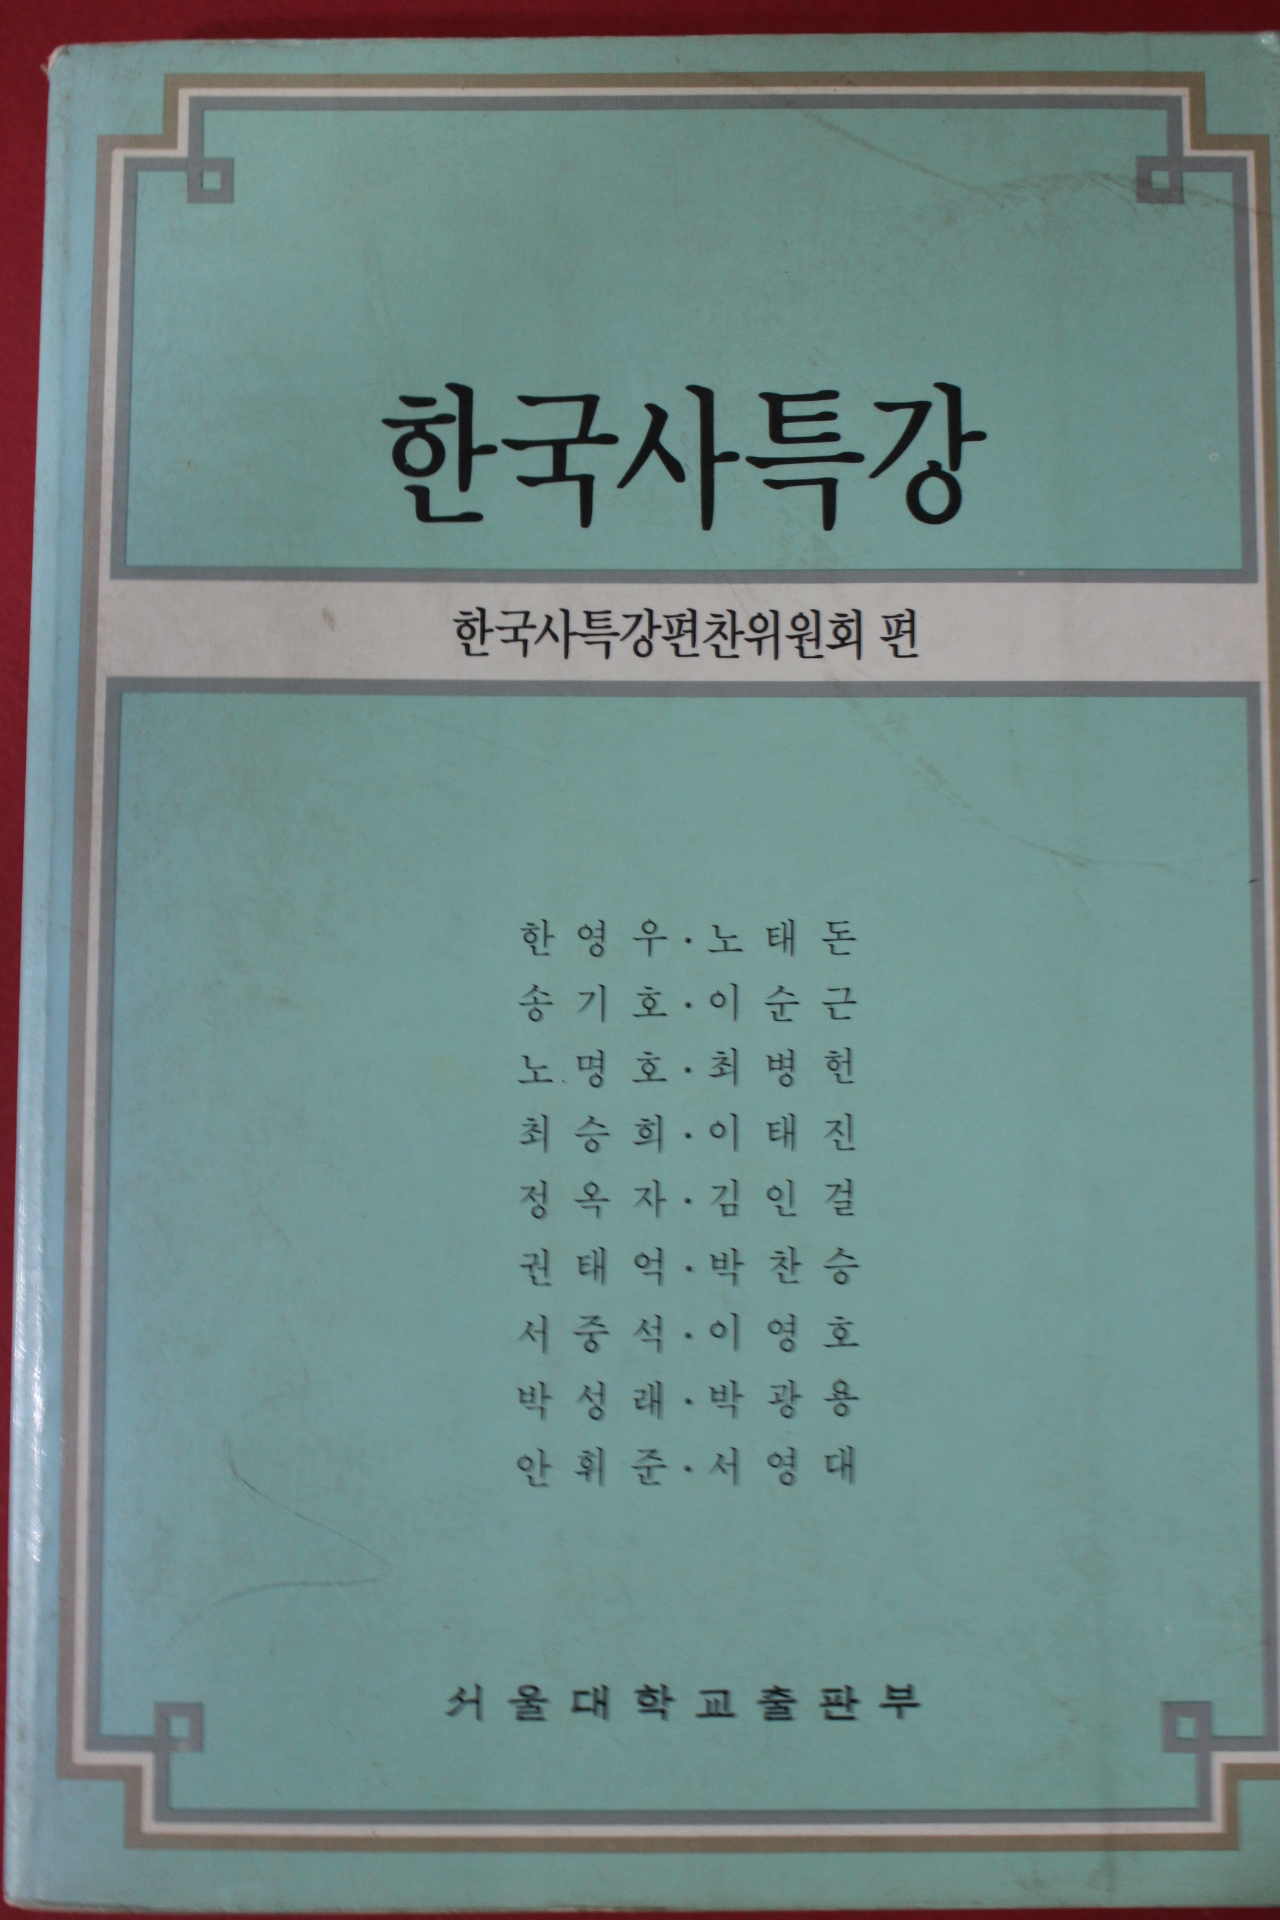 한국사특강
한국사특강편찬위원회 편
한영우·노태돈
송기호·이순근
노명호·최병헌
최승희·이태진
정옥자·김인걸
권태억·박찬승
서중석·이영호
박성래·박광용
안휘준·서영대
서울대학교출판부